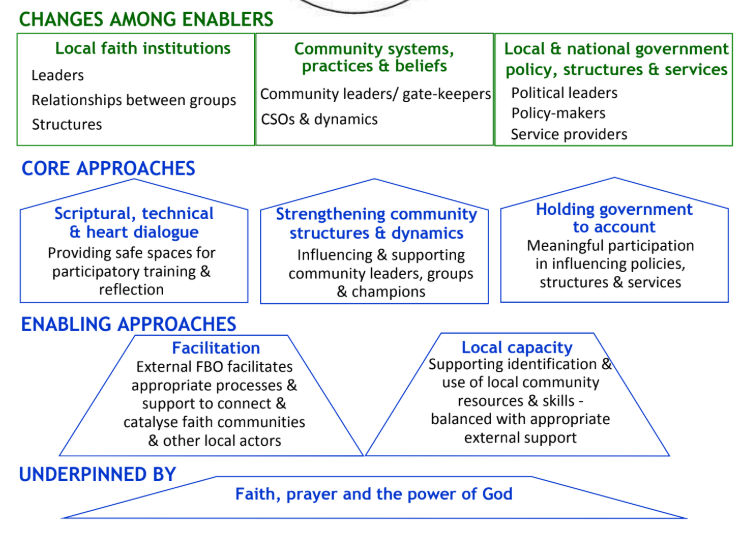 CHANGES AMONG ENABLERS
Local faith institutions
Leaders
Relationships between groups
Structures
Community systems,
practices & beliefs
Community leaders/ gate-keepers
CSOs & dynamics
Local & national government
policy, structures & services
Political leaders
Policy-makers
Service providers
CORE APPROACHES
Scriptural, technical
& heart dialogue
Providing safe spaces for
participatory training &
reflection
Strengthening community
structures & dynamics
Influencing & supporting
community leaders, groups
& champions
Holding government
to account
Meaningful participation
in influencing policies,
structures & services
ENABLING APPROACHES
Facilitation
External FBO facilitates
appropriate processes &
support to connect &
catalyse faith communities
& other local actors
Local capacity
Supporting identification &
use of local community
resources & skills -
balanced with appropriate
external support
UNDERPINNED BY
Faith, prayer and the power of God